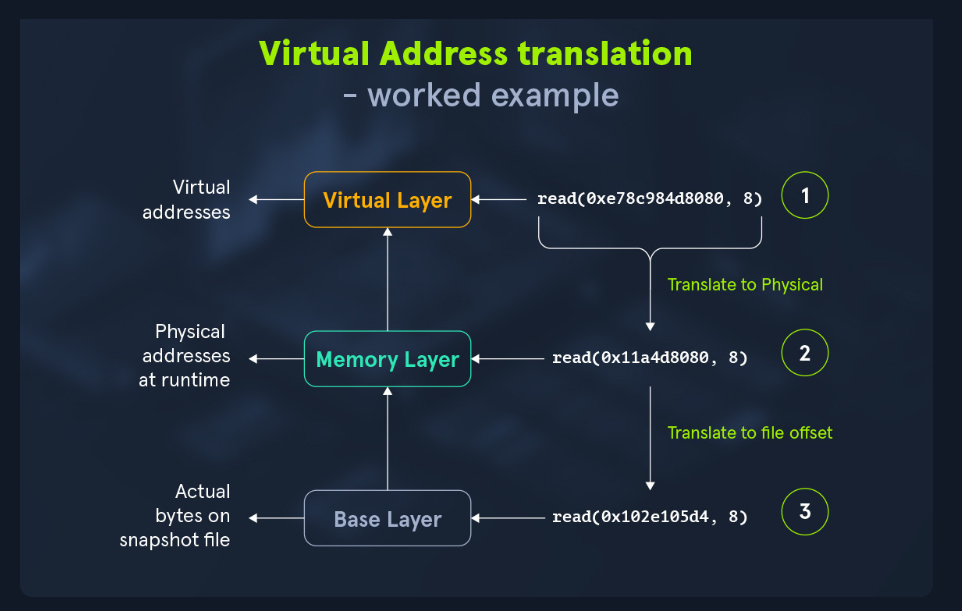 Virtual Address translation
– worked example
Virtual
addresses
Virtual Layer
read(0xe78c984d8080, 8)
1
Translate to Physical
Physical
addresses
at runtime
Memory Layer
read(0x11a4d8080, 8)
2
Translate to file offset
Actual
bytes on
snapshot file
Base Layer
read(0x102e105d4, 8)
3